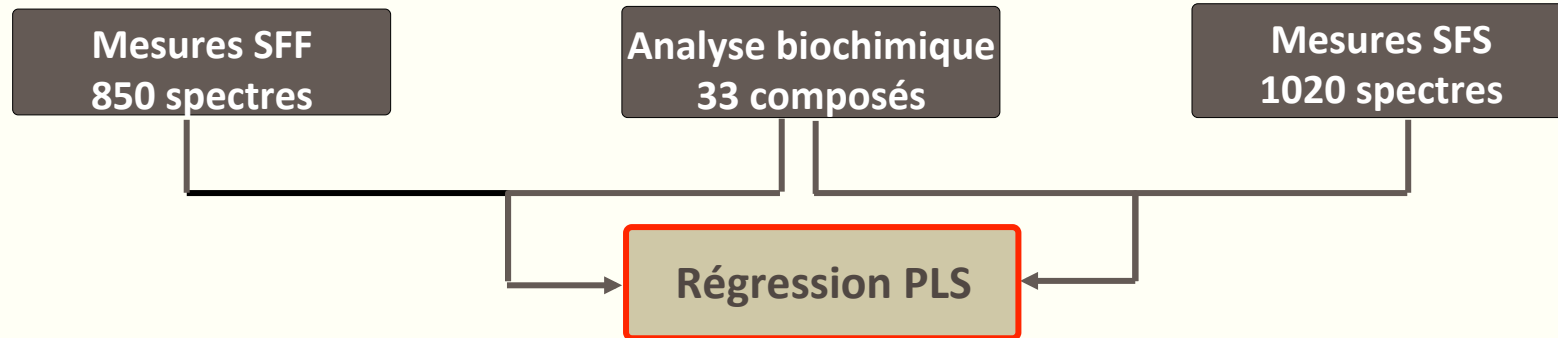 Mesures SFF
850 spectres
Analyse biochimique
33 composés
Mesures SFS
1020 spectres
Régression PLS